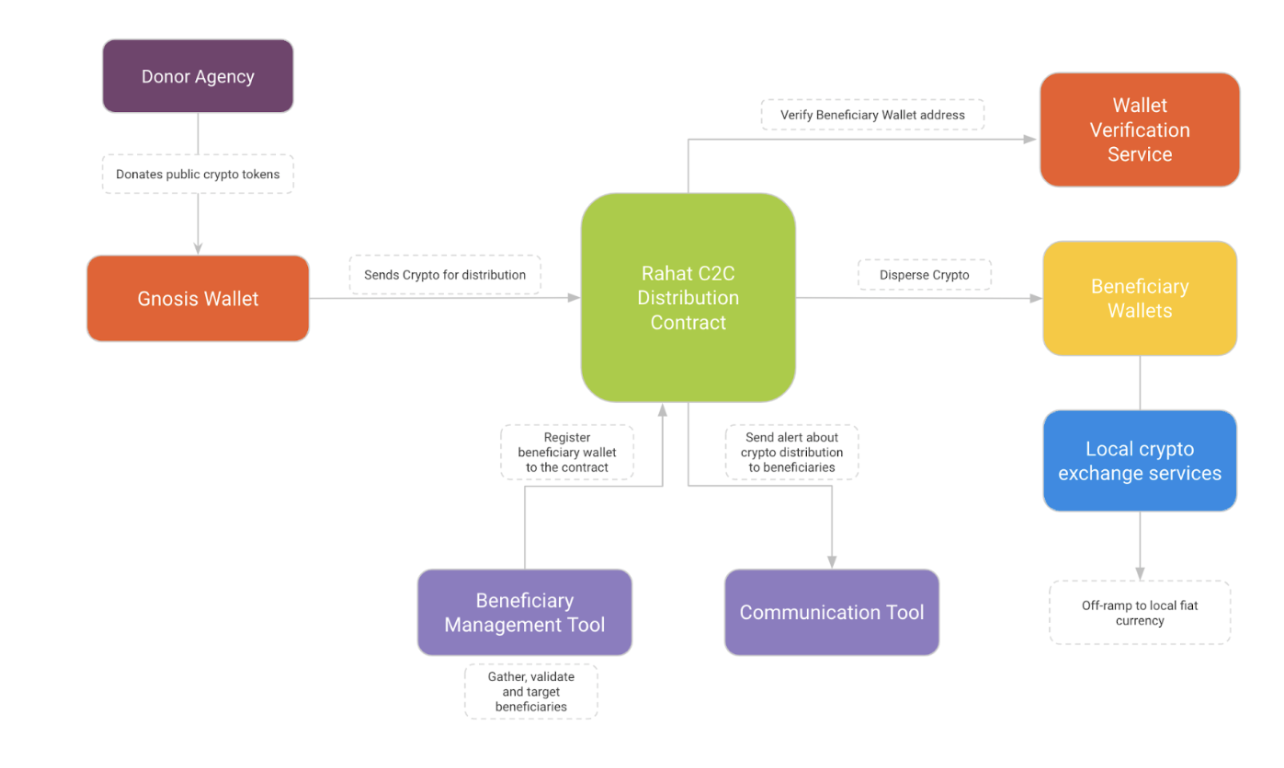 Donor Agency
Donates public crypto tokens
Gnosis Wallet
Sends Crypto for distribution
Rahat C2C
Distribution
Contract
Verify Beneficiary Wallet address
Wallet
Verification
Service
Disperse Crypto
Beneficiary
Wallets
Local crypto
exchange services
Off-ramp to local fiat
currency
Register
beneficiary wallet
to the contract
Send alert about
crypto distribution
to beneficiaries
Beneficiary
Management Tool
Gather, validate
and target
beneficiaries
Communication Tool